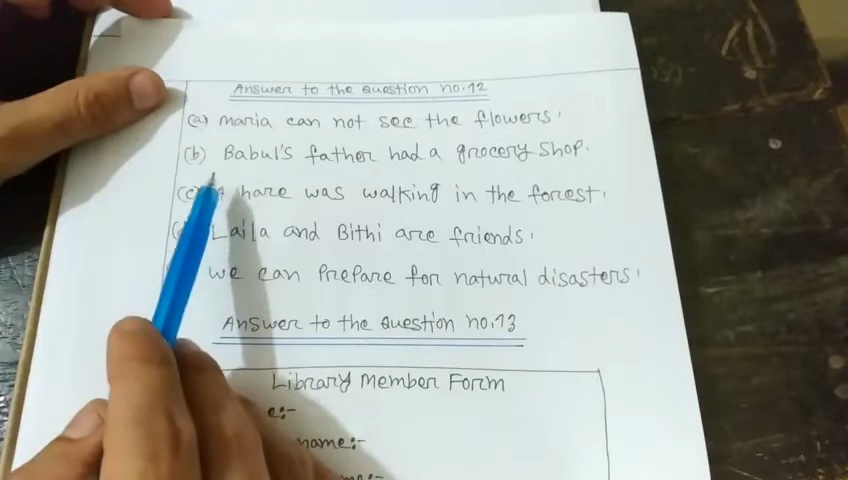 Answer to the Question no.12
(a) Maria can not see the flowers.
(b) Babul's father had a grocery shop.
(c) A hare was walking in the forest.
(d) Laila and Bithi are friends.
we can prepare for natural disasters.
Answer to the Question no.13
Library Member Form
e:-
name:-